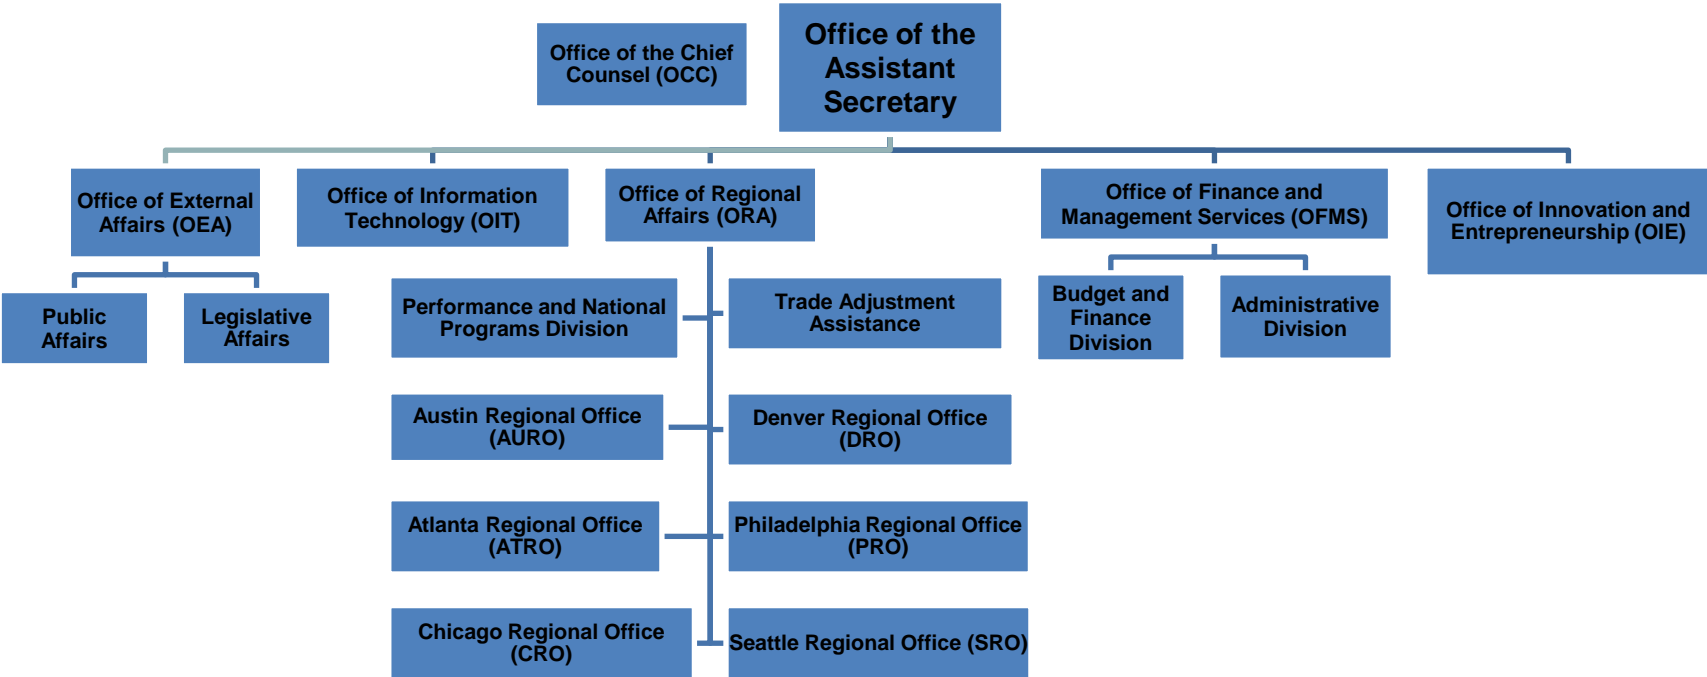 Office of the Chief
Counsel (OCC)
Office of the
Assistant
Secretary
Office of External
Affairs (OEA)
Office of Information
Technology (OIT)
Office of Regional
Affairs (ORA)
Office of Finance and
Management Services (OFMS)
Office of Innovation and
Entrepreneurship (OIE)
Public
Affairs
Legislative
Affairs
Performance and National
Programs Division
Trade Adjustment
Assistance
Budget and
Finance
Division
Administrative
Division
Austin Regional Office
(AURO)
Denver Regional Office
(DRO)
Atlanta Regional Office
(ATRO)
Philadelphia Regional Office
(PRO)
Chicago Regional Office
(CRO)
Seattle Regional Office (SRO)